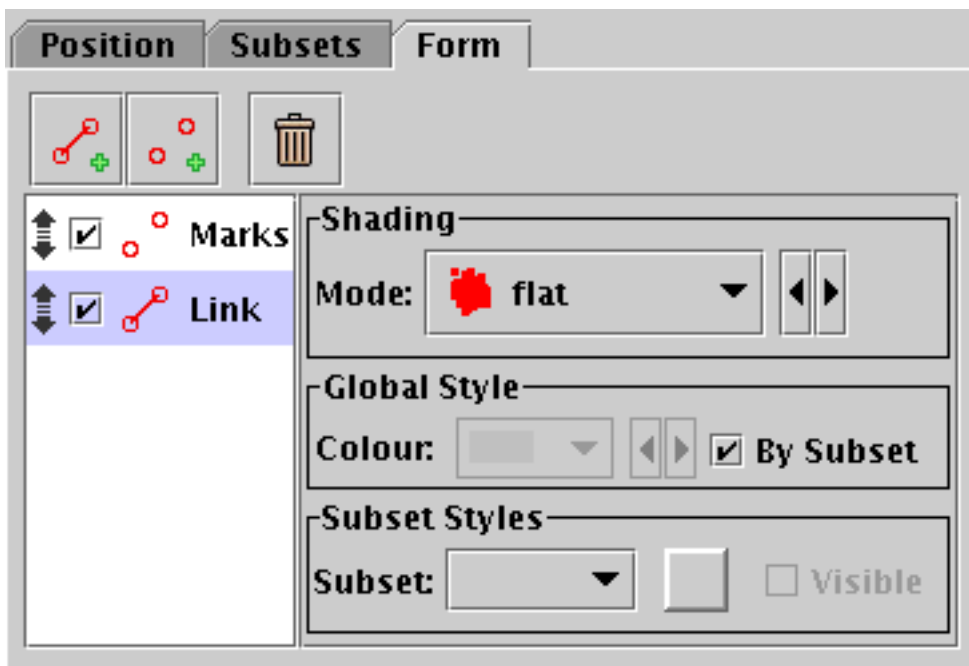 Position Subsets Form
Marks
Link
Shading
Mode: flat
Global Style
Colour: By Subset
Subset Styles
Subset: Visible